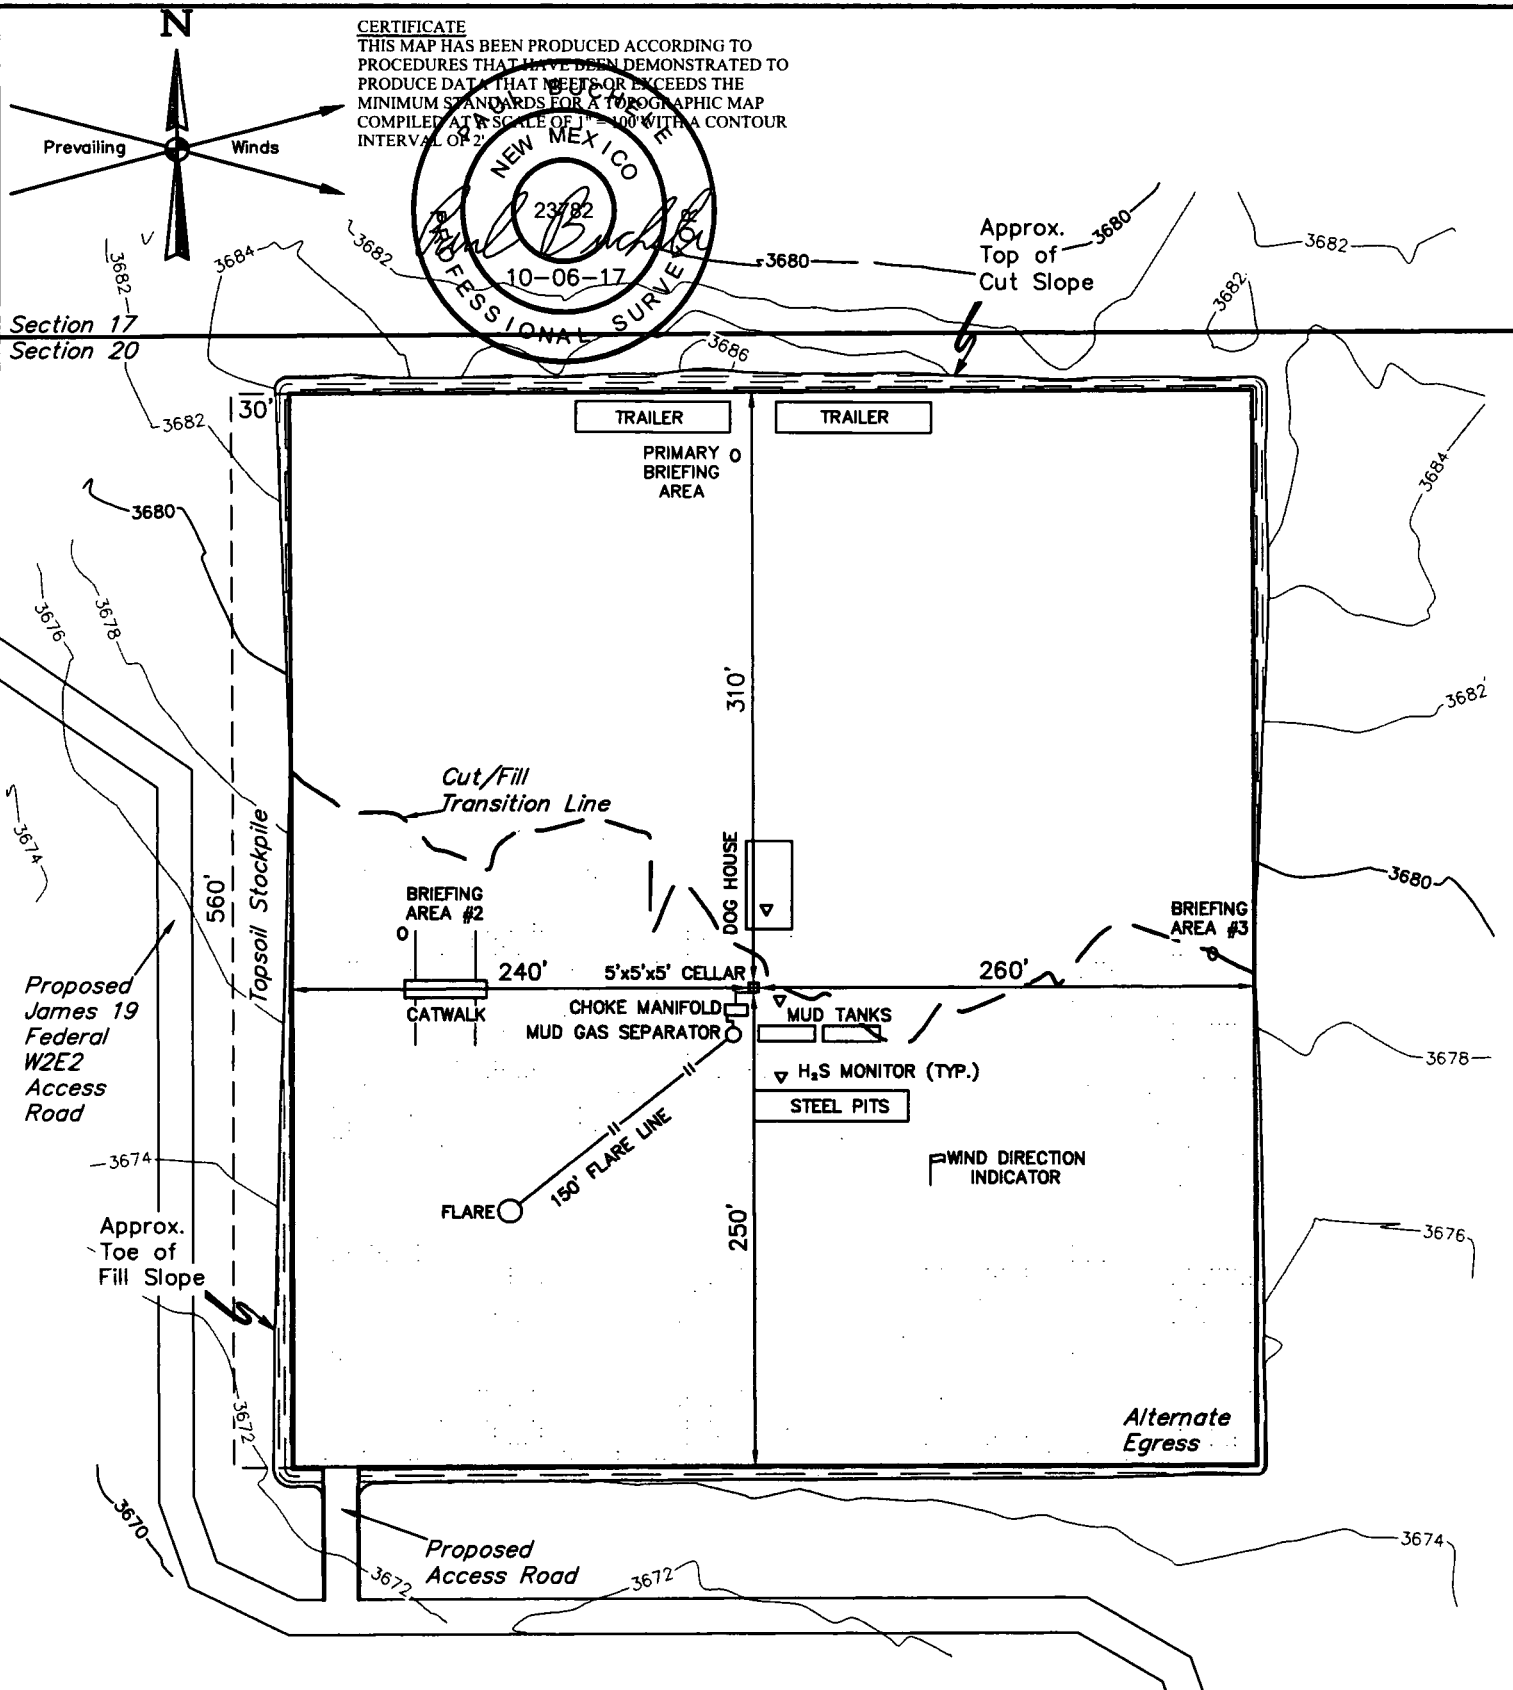 N
Prevailing
Winds
CERTIFICATE
THIS MAP HAS BEEN PRODUCED ACCORDING TO
PROCEDURES THAT HAVE BEEN DEMONSTRATED TO
PRODUCE DATA THAT MEETS OR EXCEEDS THE
MINIMUM STANDARDS FOR A TOPOGRAPHIC MAP
COMPILED AT A SCALE OF 1" = 100' WITH A CONTOUR
INTERVAL OF 2'.
PAUL BUCHELE
NEW MEXICO
23782
10-06-17
PROFESSIONAL SURVEYOR
Paul Buchele
3682
3684
3682
3680
3680
3682
3682
Approx.
Top of
Cut Slope
Section 17
Section 20
3686
30'
3682
TRAILER
TRAILER
PRIMARY
BRIEFING
AREA
3684
3680
3676
3678
310'
3682
Cut/Fill
Transition Line
3674
560'
Topsoil Stockpile
DOG HOUSE
3680
BRIEFING
AREA #2
BRIEFING
AREA #3
240'
5'x5'x5' CELLAR
260'
Proposed
James 19
Federal
W2E2
Access
Road
CATWALK
CHOKE MANIFOLD
MUD TANKS
MUD GAS SEPARATOR
3678
H₂S MONITOR (TYP.)
STEEL PITS
150' FLARE LINE
3674
WIND DIRECTION
INDICATOR
FLARE
250'
3676
Approx.
Toe of
Fill Slope
3672
Alternate
Egress
3670
Proposed
Access Road
3672
3672
3674